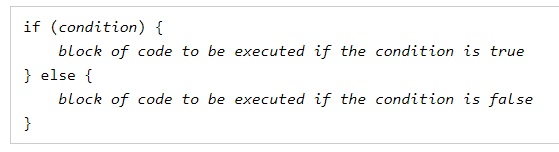 if (condition) {
    block of code to be executed if the condition is true
} else {
    block of code to be executed if the condition is false
}